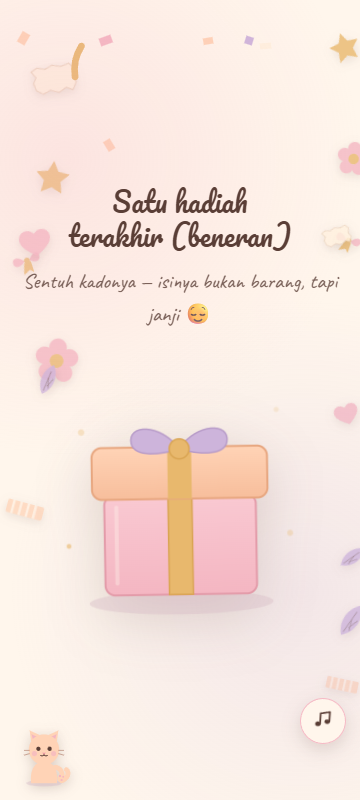 Satu hadiah
terakhir (beneran)
Sentuh kadonya — isinya bukan barang, tapi
janji 😌